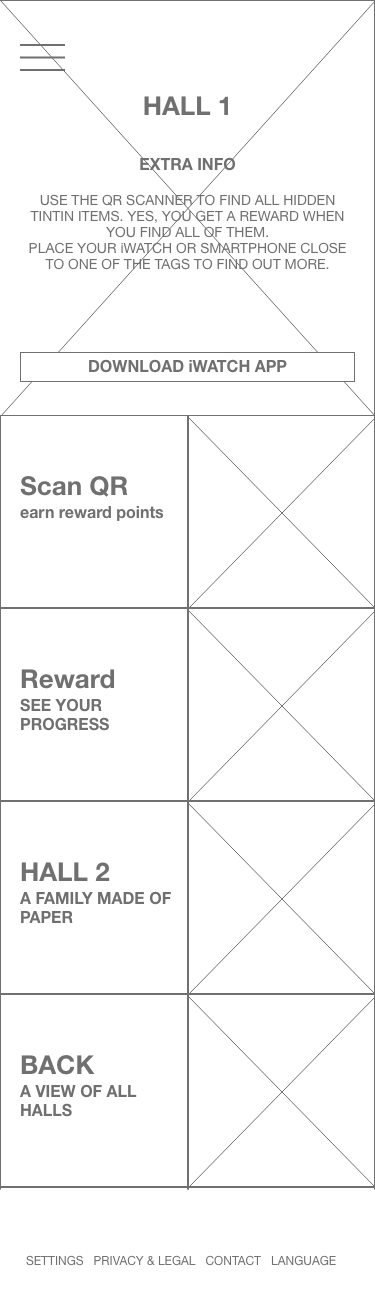 HALL 1
EXTRA INFO
USE THE QR SCANNER TO FIND ALL HIDDEN
TINTIN ITEMS. YES, YOU GET A REWARD WHEN
YOU FIND ALL OF THEM.
PLACE YOUR iWATCH OR SMARTPHONE CLOSE
TO ONE OF THE TAGS TO FIND OUT MORE.
DOWNLOAD iWATCH APP
Scan QR
earn reward points
Reward
SEE YOUR
PROGRESS
HALL 2
A FAMILY MADE OF
PAPER
BACK
A VIEW OF ALL
HALLS
SETTINGS PRIVACY & LEGAL CONTACT LANGUAGE